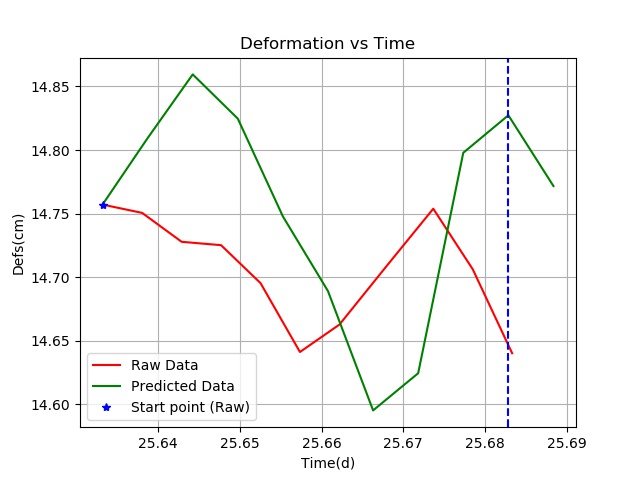 Deformation vs Time
Defs(cm)
14.85
14.80
14.75
14.70
14.65
14.60
Raw Data
Predicted Data
Start point (Raw)
25.64 25.65 25.66 25.67 25.68 25.69
Time(d)